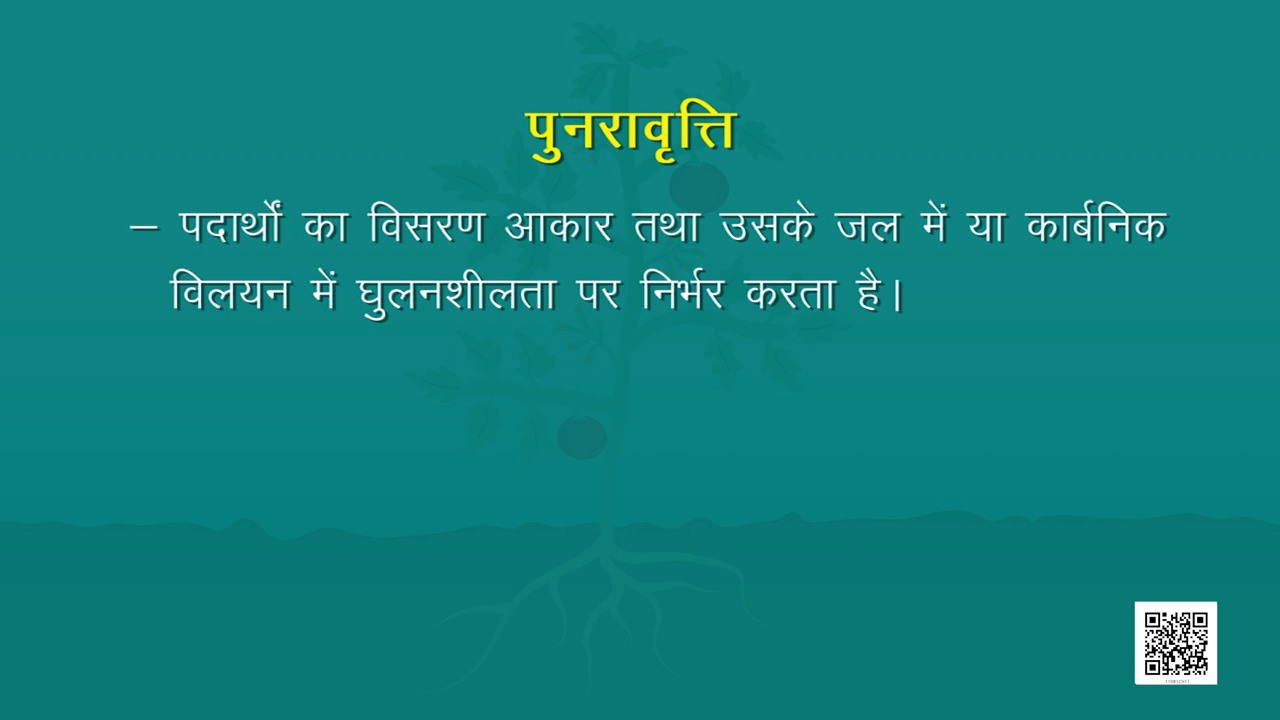 पुनरावृत्ति
– पदार्थों का विसरण आकार तथा उसके जल में या कार्बनिक
विलयन में घुलनशीलता पर निर्भर करता है।